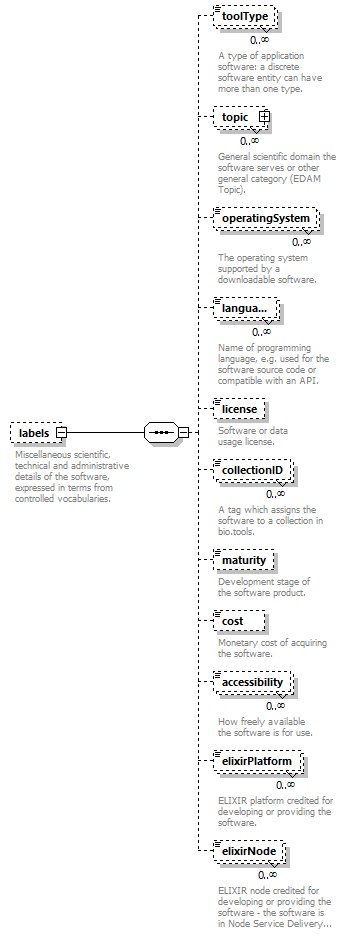 toolType
0..∞
A type of application
software: a discrete
software entity can have
more than one type.
topic
0..∞
General scientific domain the
software serves or other
general category (EDAM
Topic).
operatingSystem
0..∞
The operating system
supported by a
downloadable software.
langua...
0..∞
Name of programming
language, e.g. used for the
software source code or
compatible with an API.
license
Software or data
usage license.
labels
Miscellaneous scientific,
technical and administrative
details of the software,
expressed in terms from
controlled vocabularies.
collectionID
0..∞
A tag which assigns the
software to a collection in
bio.tools.
maturity
Development stage of
the software product.
cost
Monetary cost of acquiring
the software.
accessibility
0..∞
How freely available
the software is for use.
elixirPlatform
0..∞
ELIXIR platform credited for
developing or providing the
software.
elixirNode
0..∞
ELIXIR node credited for
developing or providing the
software - the software is
in Node Service Delivery...